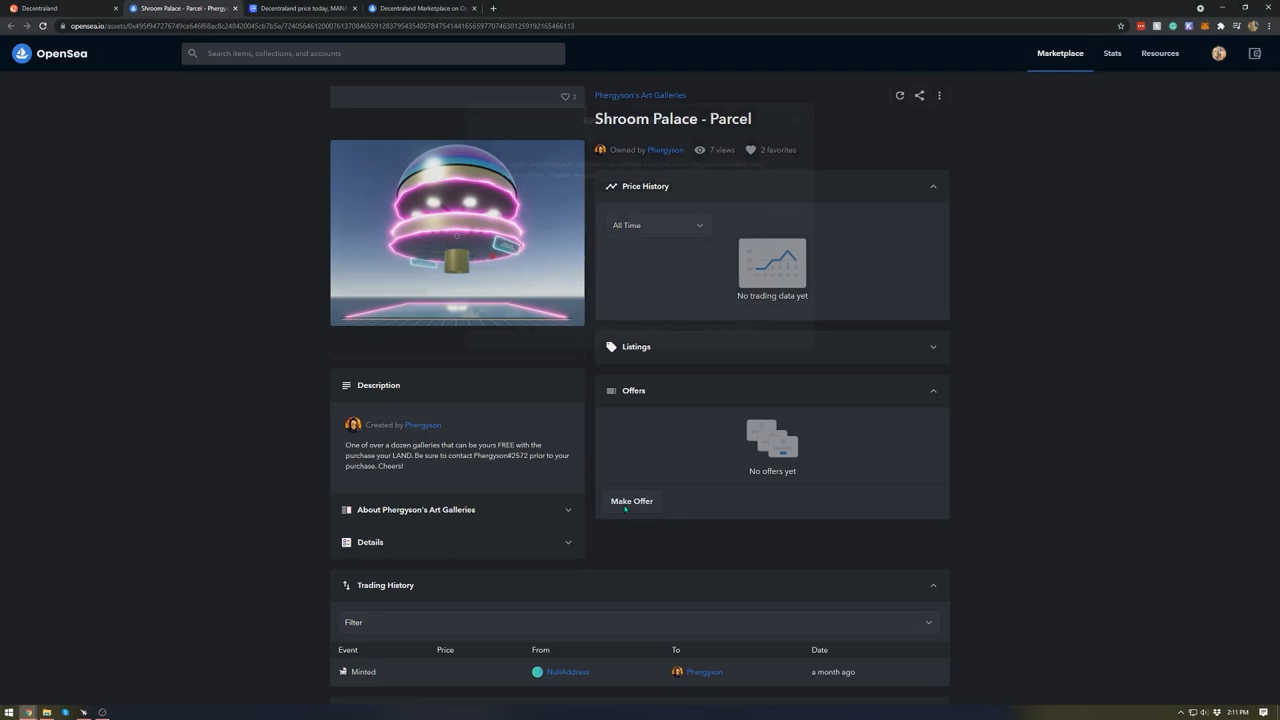 Decentraland
Shroom Palace - Parcel - Phergy
Decentraland price today, MANA
Decentraland Marketplace on Op
opensea.io/assets/0x495f947276749ce646f68ac8c248420045cb7b5e/72405646120007613708465591283795435405784754144165659770746301259192165466113
OpenSea
Search items, collections, and accounts
Marketplace
Stats
Resources
2
Phergyson's Art Galleries
Shroom Palace - Parcel
Owned by Phergyson
7 views
2 favorites
Price History
All Time
No trading data yet
Listings
Offers
No offers yet
Make Offer
Description
Created by Phergyson
One of over a dozen galleries that can be yours FREE with the
purchase your LAND. Be sure to contact Phergyson#2572 prior to your
purchase. Cheers!
About Phergyson's Art Galleries
Details
Trading History
Filter
Event Price From To Date
Minted NullAddress Phergyson a month ago
2:11 PM